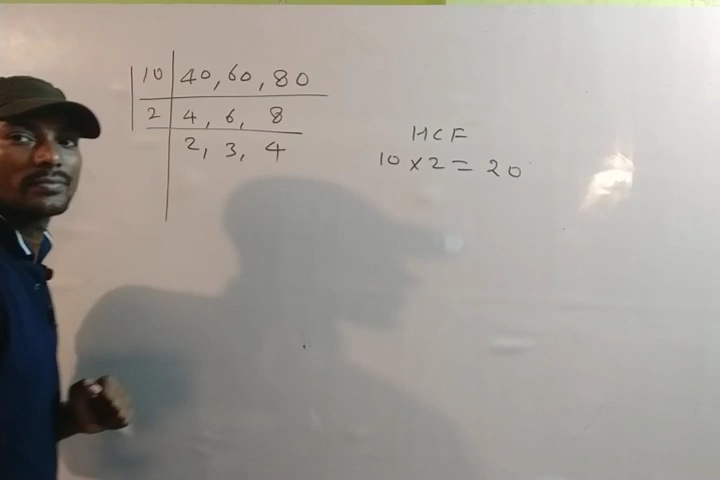 10 40, 60, 80
2 4, 6, 8
2, 3, 4
HCF
10 x 2 = 20